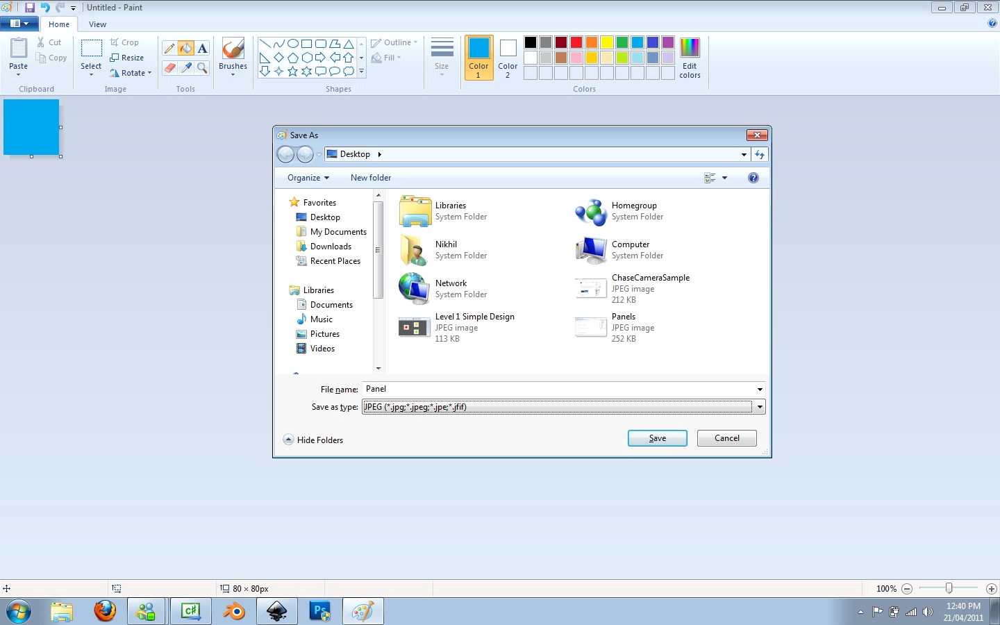 Untitled - Paint
Home View
Cut
Copy
Paste
Clipboard
Select
Crop
Resize
Rotate
Image
A
Tools
Brushes
Outline
Fill
Shapes
Size
Color 1
Color 2
Edit colors
Colors
Save As
Desktop
Organize New folder
Favorites
Desktop
My Documents
Downloads
Recent Places
Libraries
Documents
Music
Pictures
Videos
Libraries
System Folder
Homegroup
System Folder
Nikhil
System Folder
Computer
System Folder
Network
System Folder
ChaseCameraSample
JPEG image
212 KB
Level 1 Simple Design
JPEG image
113 KB
Panels
JPEG image
252 KB
File name: Panel
Save as type: JPEG (*.jpg;*.jpeg;*.jpe;*.jfif)
Hide Folders Save Cancel
80 × 80px 100%
C#
Ps
12:40 PM
21/04/2011